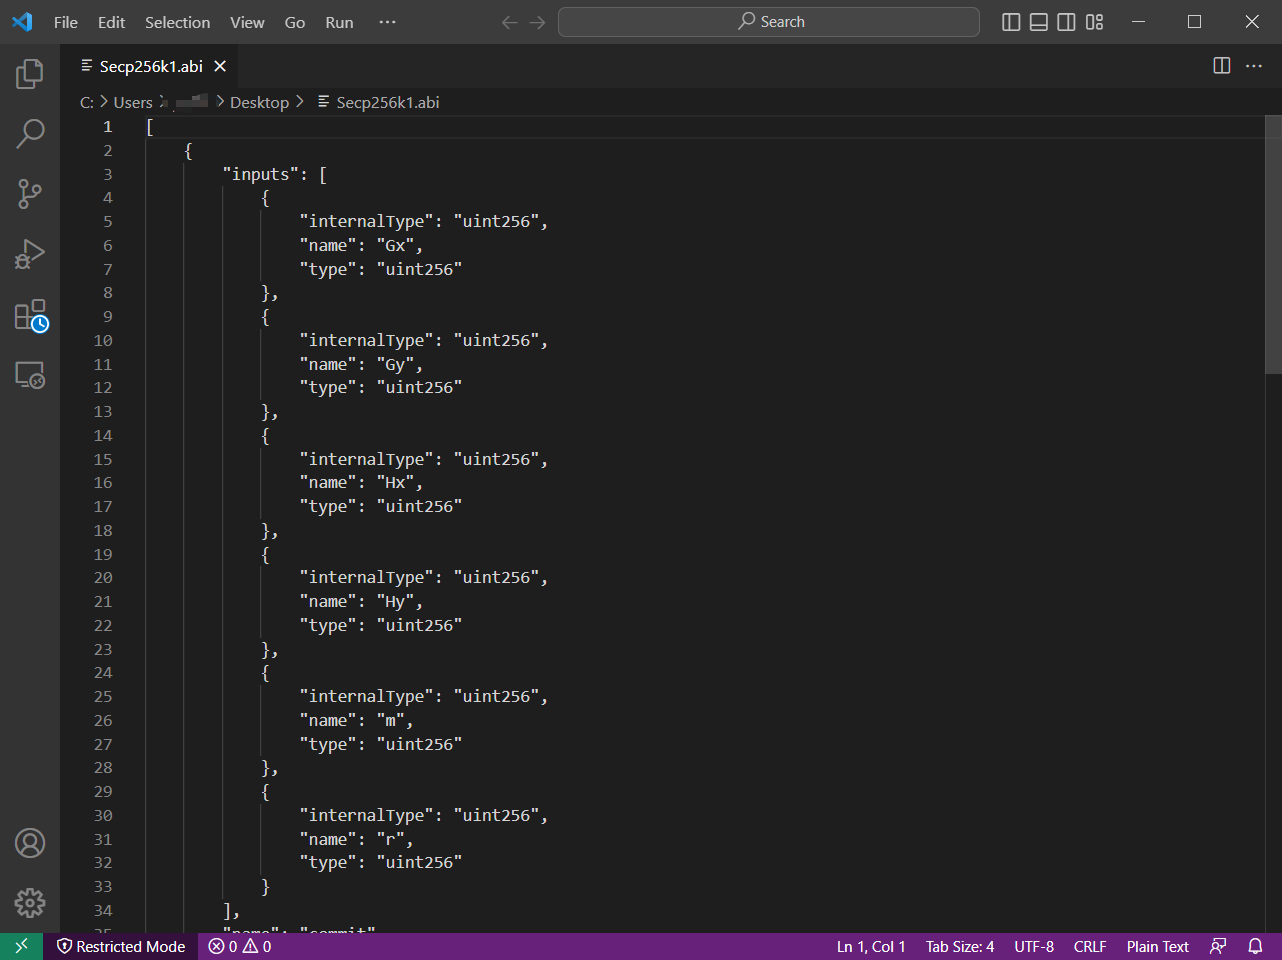 File Edit Selection View Go Run ··· Search
Secp256k1.abi
C: > Users > > Desktop > Secp256k1.abi
1 [
2 {
3 "inputs": [
4 {
5 "internalType": "uint256",
6 "name": "Gx",
7 "type": "uint256"
8 },
9 {
10 "internalType": "uint256",
11 "name": "Gy",
12 "type": "uint256"
13 },
14 {
15 "internalType": "uint256",
16 "name": "Hx",
17 "type": "uint256"
18 },
19 {
20 "internalType": "uint256",
21 "name": "Hy",
22 "type": "uint256"
23 },
24 {
25 "internalType": "uint256",
26 "name": "m",
27 "type": "uint256"
28 },
29 {
30 "internalType": "uint256",
31 "name": "r",
32 "type": "uint256"
33 }
34 ],
35 "name": "commit"
Restricted Mode 0 0 Ln 1, Col 1 Tab Size: 4 UTF-8 CRLF Plain Text